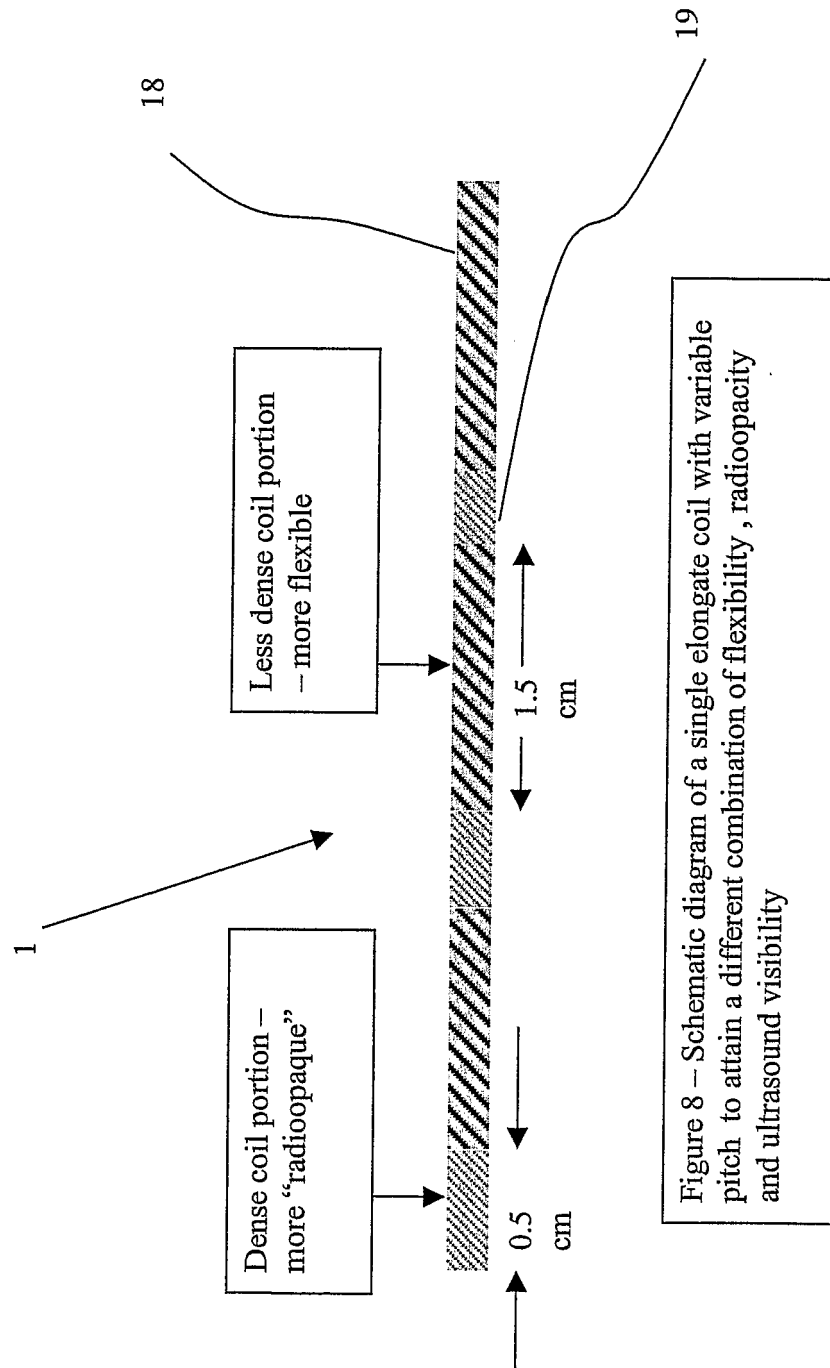 1
18
Dense coil portion –
more “radioopaque”
Less dense coil portion
– more flexible
0.5
cm
1.5
cm
19
Figure 8 – Schematic diagram of a single elongate coil with variable
pitch to attain a different combination of flexibility, radioopacity
and ultrasound visibility